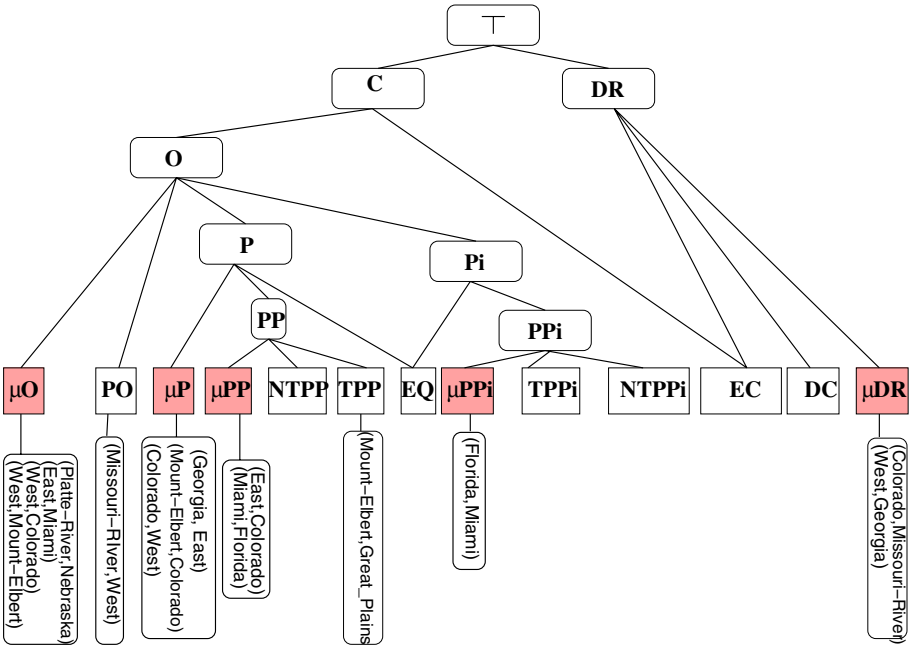 ⊤
C
DR
O
P
Pi
PP
PPi
μO
PO
μP
μPP
NTPP
TPP
EQ
μPPi
TPPi
NTPPi
EC
DC
μDR
(Platte−River,Nebraska)
(East,Miami)
(West,Colorado)
(West,Mount−Elbert)
(Missouri−RIver,West)
(Georgia, East)
(Mount−Elbert,Colorado)
(Colorado,West)
(East,Colorado)
(Miami,Florida)
(Mount−Elbert,Great_Plains
(Florida,Miami)
(Colorado,Missouri−River)
(West,Georgia)